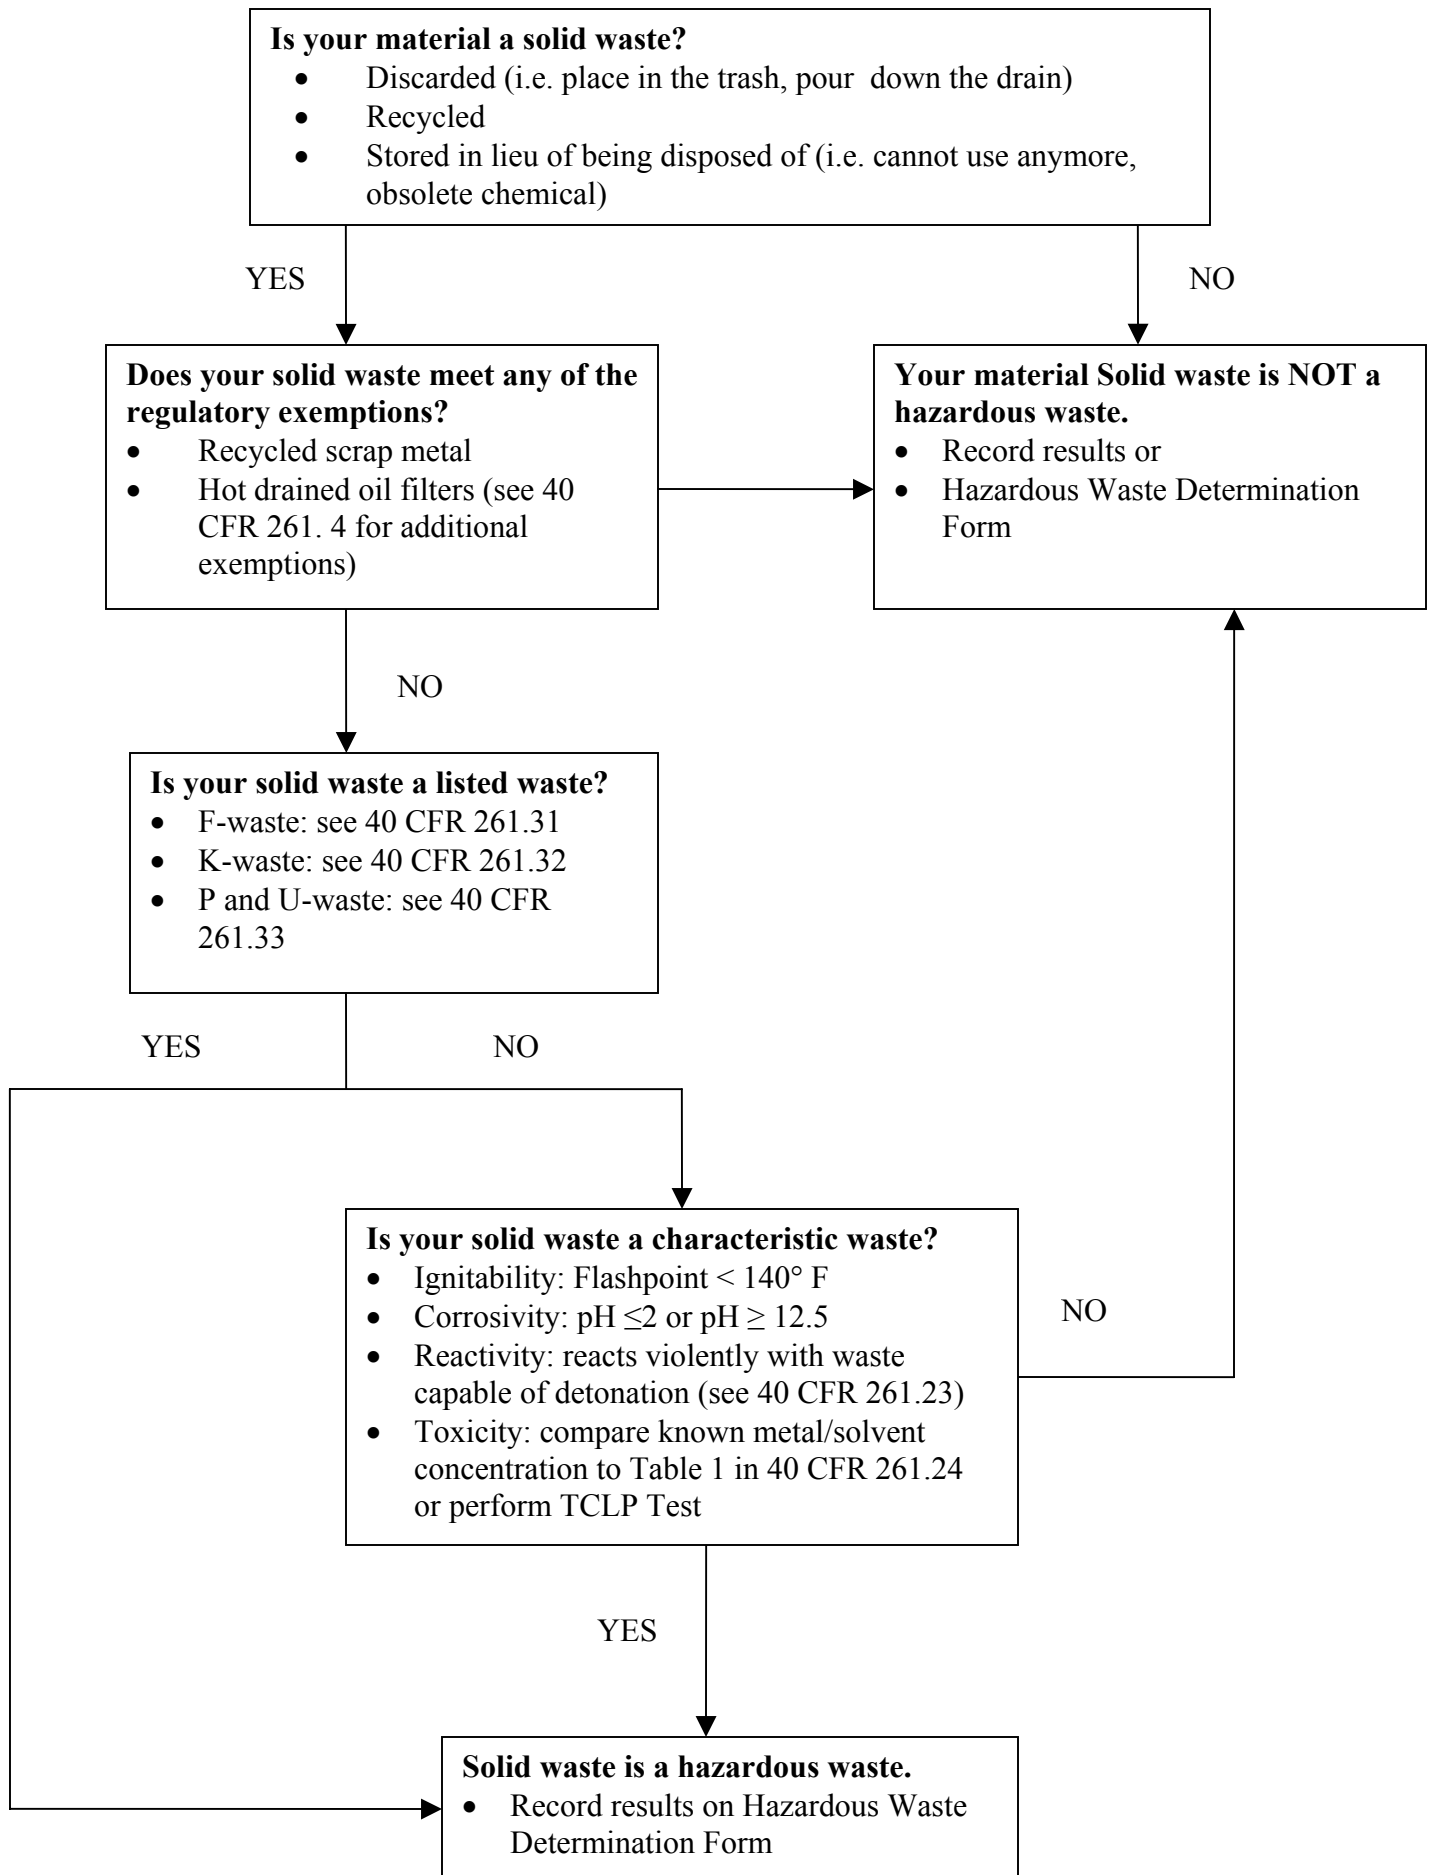 Is your material a solid waste?
• Discarded (i.e. place in the trash, pour down the drain)
• Recycled
• Stored in lieu of being disposed of (i.e. cannot use anymore,
obsolete chemical)
YES
NO
Does your solid waste meet any of the
regulatory exemptions?
• Recycled scrap metal
• Hot drained oil filters (see 40
CFR 261. 4 for additional
exemptions)
Your material Solid waste is NOT a
hazardous waste.
• Record results or
• Hazardous Waste Determination
Form
NO
Is your solid waste a listed waste?
• F-waste: see 40 CFR 261.31
• K-waste: see 40 CFR 261.32
• P and U-waste: see 40 CFR
261.33
YES
NO
Is your solid waste a characteristic waste?
• Ignitability: Flashpoint < 140° F
• Corrosivity: pH ≤2 or pH ≥ 12.5
• Reactivity: reacts violently with waste
capable of detonation (see 40 CFR 261.23)
• Toxicity: compare known metal/solvent
concentration to Table 1 in 40 CFR 261.24
or perform TCLP Test
NO
YES
Solid waste is a hazardous waste.
• Record results on Hazardous Waste
Determination Form